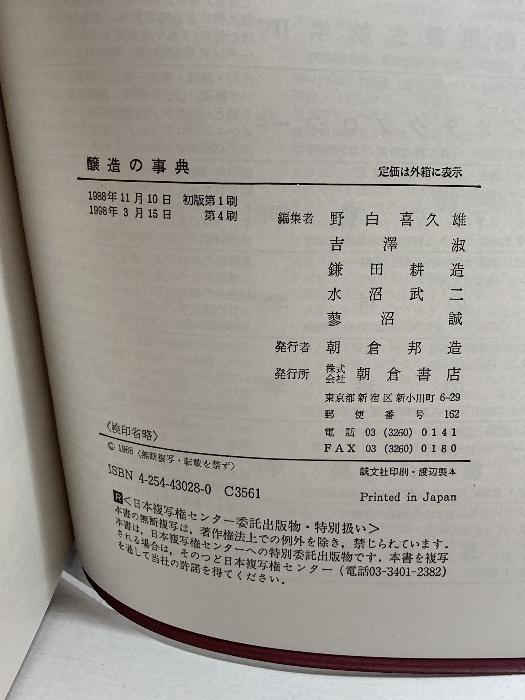 醸造の事典
定価は外箱に表示
1988年11月10日 初版第1刷
1998年3月15日 第4刷
編集者 野白喜久雄
吉澤淑
鎌田耕造
水沼武二
蓼沼誠
発行者 朝倉邦造
発行所 株式会社 朝倉書店
東京都新宿区新小川町 6-29
郵便番号 162
電話 03 (3260) 0141
FAX 03 (3260) 0180
〈検印省略〉
© 1988〈無断複写・転載を禁ず〉
誠文社印刷・渡辺製本
ISBN 4-254-43028-0 C3561
Printed in Japan
R<日本複写権センター委託出版物・特別扱い>
本書の無断複写は，著作権法上での例外を除き，禁じられています．
本書は，日本複写権センターへの特別委託出版物です．本書を複写
される場合は，そのつど日本複写権センター（電話03-3401-2382）
を通して当社の許諾を得てください．